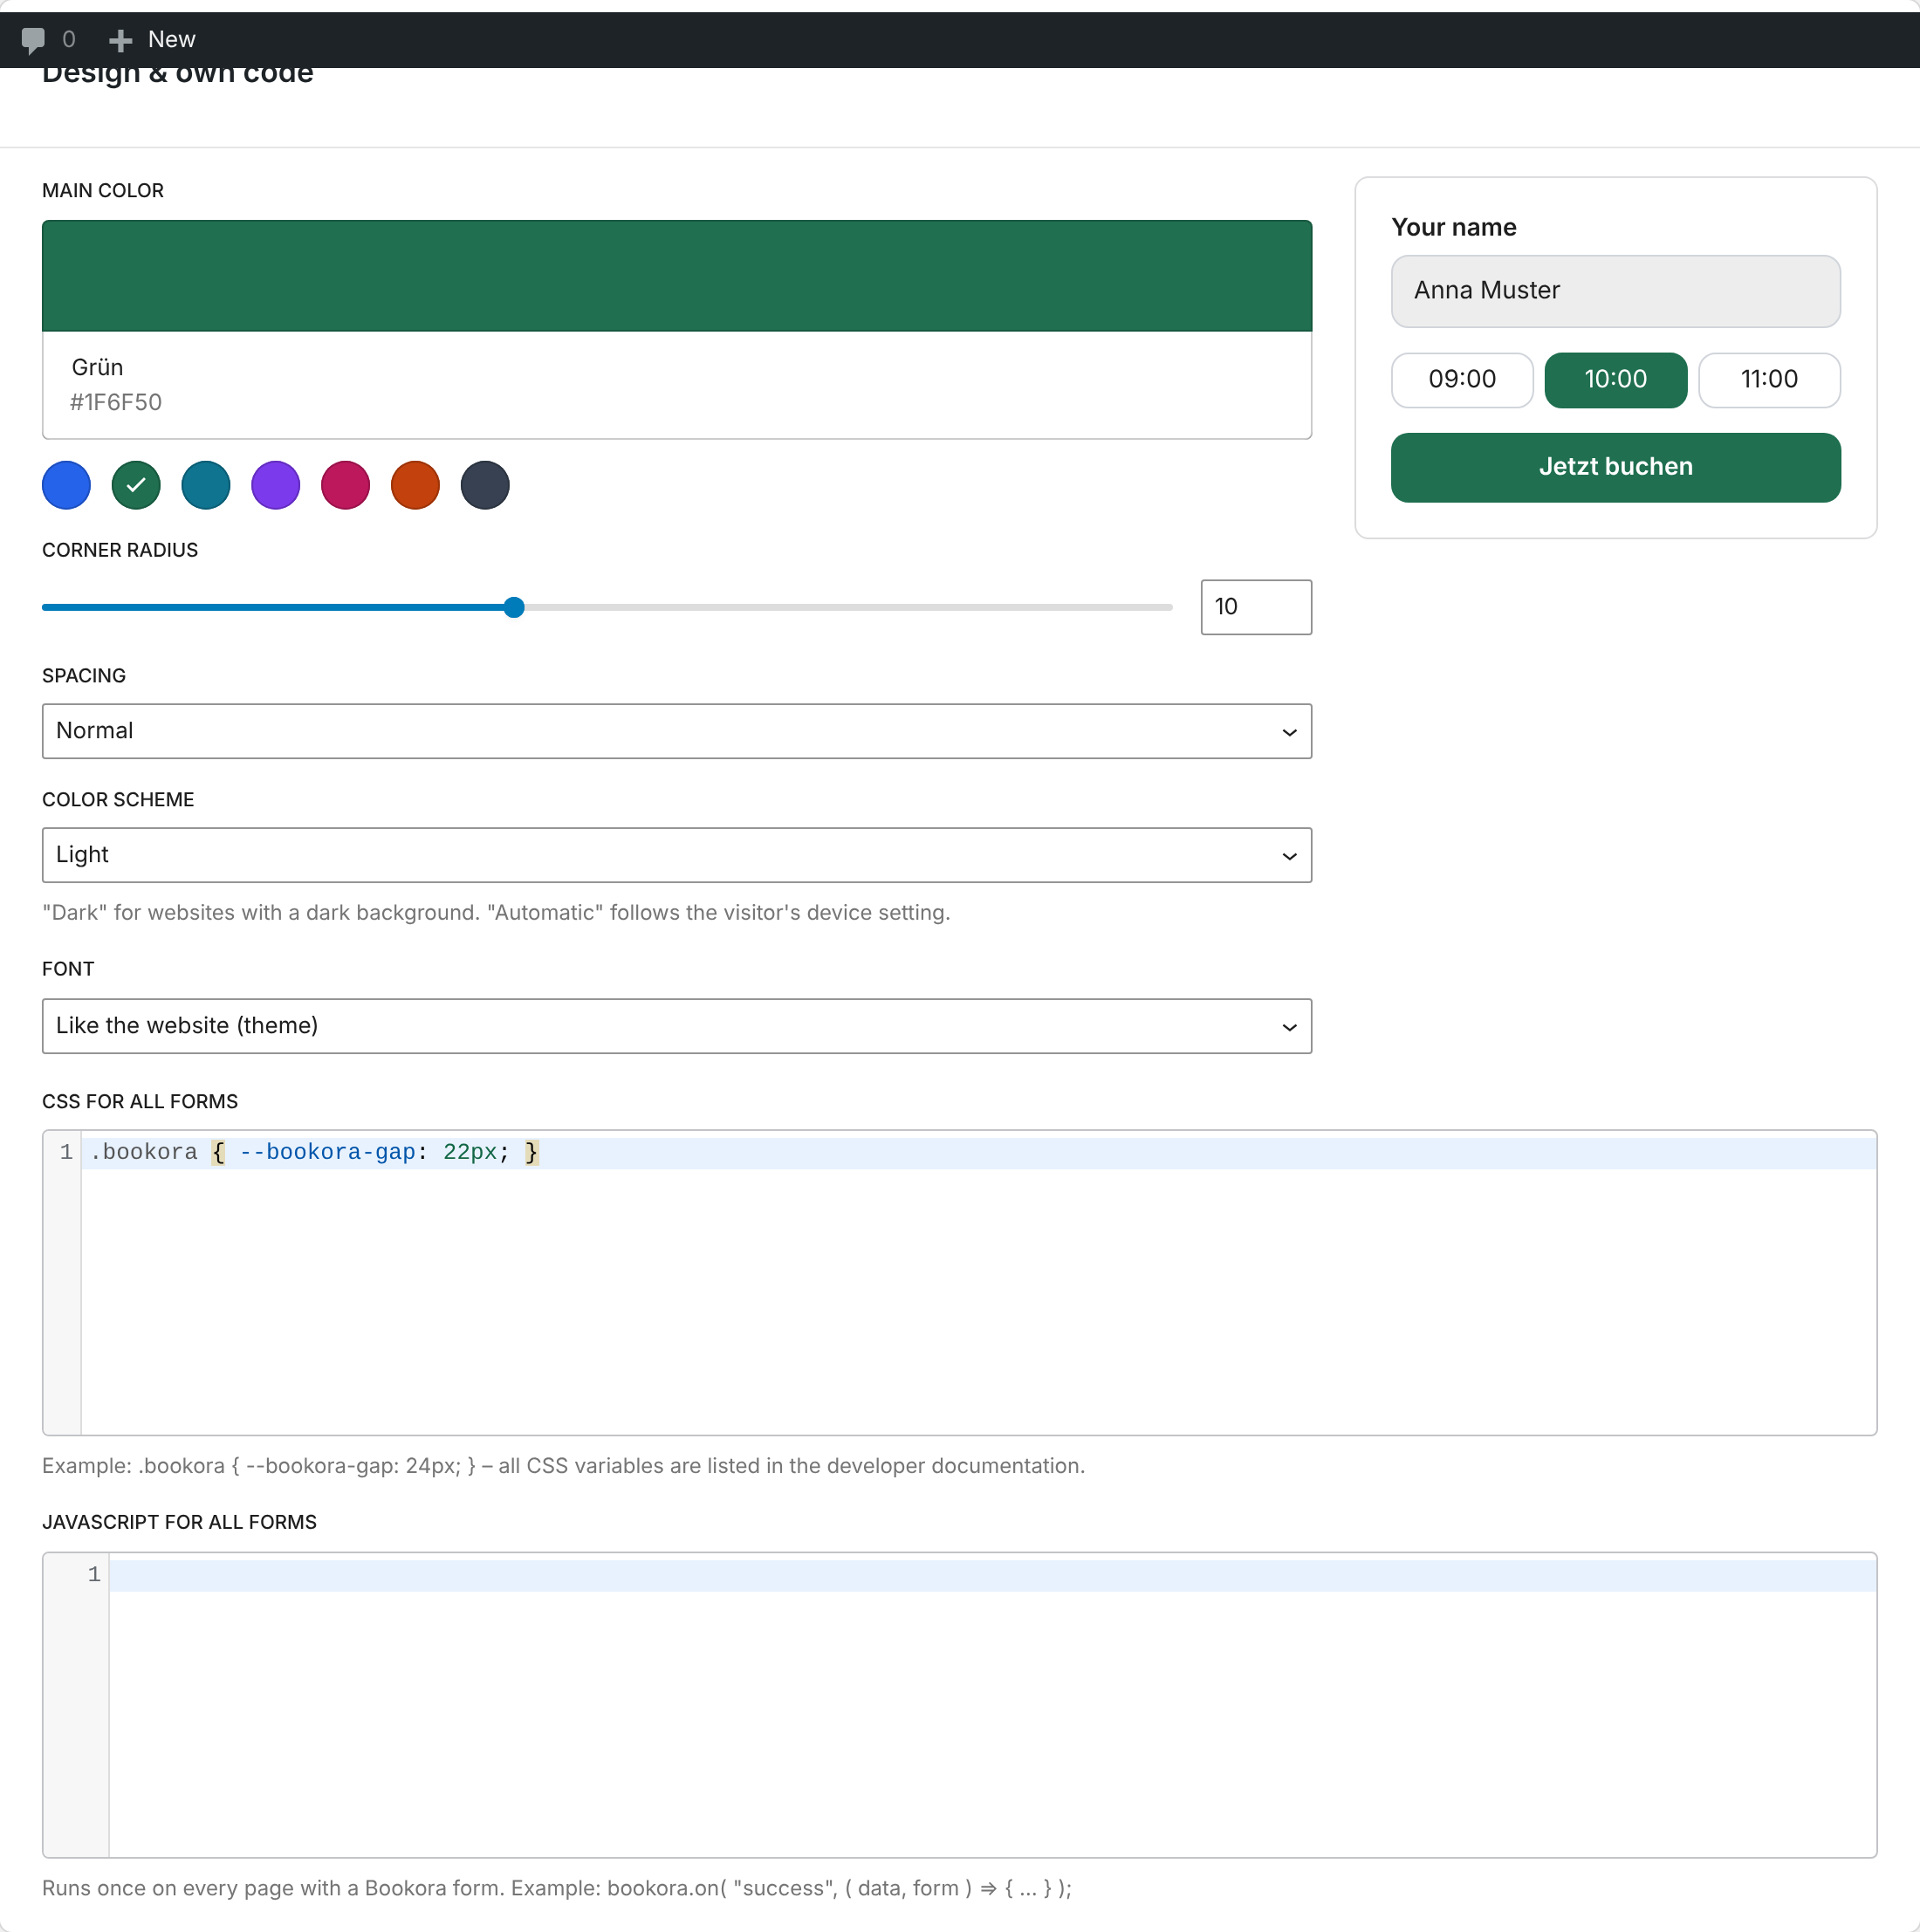 0 New
Design & own code
MAIN COLOR
Grün
#1F6F50
CORNER RADIUS
10
SPACING
Normal
COLOR SCHEME
Light
"Dark" for websites with a dark background. "Automatic" follows the visitor's device setting.
FONT
Like the website (theme)
Your name
Anna Muster
09:00 10:00 11:00
Jetzt buchen
CSS FOR ALL FORMS
1 .bookora { --bookora-gap: 22px; }
Example: .bookora { --bookora-gap: 24px; } – all CSS variables are listed in the developer documentation.
JAVASCRIPT FOR ALL FORMS
1
Runs once on every page with a Bookora form. Example: bookora.on( "success", ( data, form ) => { ... } );